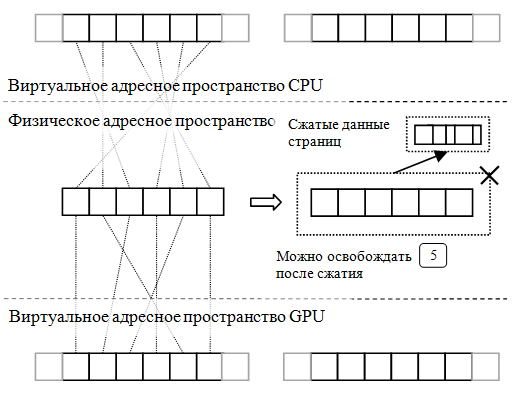 Виртуальное адресное пространство CPU
Физическое адресное пространство
Сжатые данные
страниц
Можно освобождать
после сжатия
5
Виртуальное адресное пространство GPU